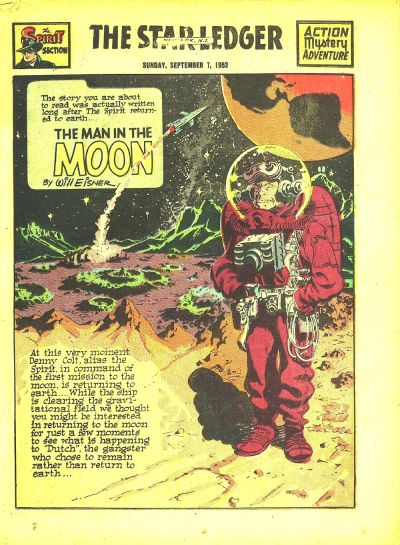 The
SPIRIT
SECTION
THE STAR-LEDGER
NEWARK, N.J.
ACTION
Mystery
ADVENTURE
SUNDAY, SEPTEMBER 7, 1952
The story you are about
to read was actually written
long after The Spirit return-
ed to earth...
THE MAN IN THE
MOON
BY Will Eisner
At this very moment
Denny Colt, alias the
Spirit, in command of
the first mission to the
moon, is returning to
earth.... While the ship
is clearing the gravi-
tational field we thought
you might be interested
in returning to the moon
for just a few moments
to see what is happening
to "Dutch", the gangster
who chose to remain
rather than return to
earth...